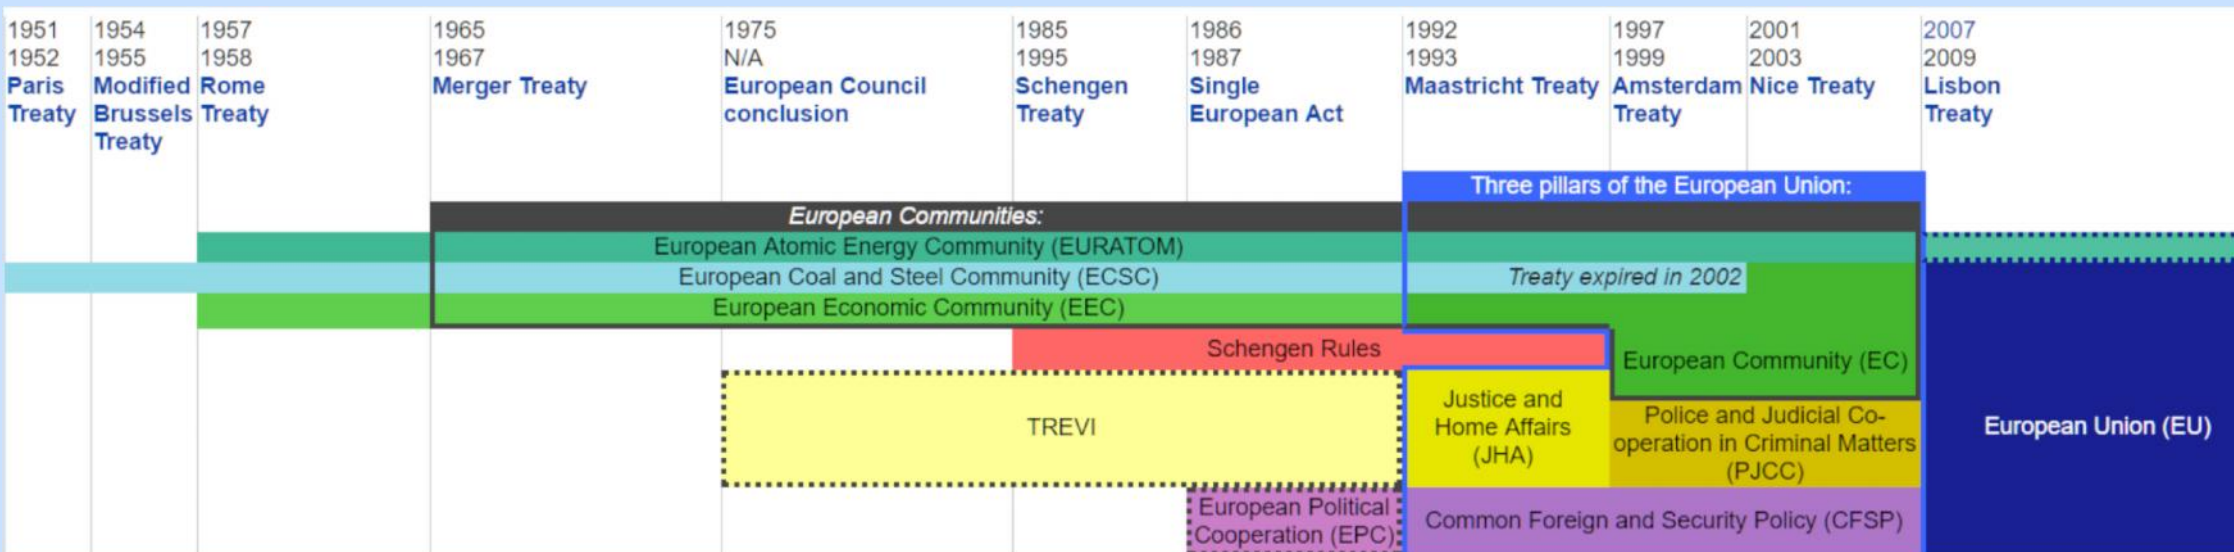 1951
1952
Paris
Treaty
1954
1955
Modified
Brussels
Treaty
1957
1958
Rome
Treaty
1965
1967
Merger Treaty
1975
N/A
European Council
conclusion
1985
1995
Schengen
Treaty
1986
1987
Single
European Act
1992
1993
Maastricht Treaty
1997
1999
Amsterdam
Treaty
2001
2003
Nice Treaty
2007
2009
Lisbon
Treaty
Three pillars of the European Union:
European Communities:
European Atomic Energy Community (EURATOM)
European Coal and Steel Community (ECSC)
Treaty expired in 2002
European Economic Community (EEC)
Schengen Rules
European Community (EC)
TREVI
Justice and
Home Affairs
(JHA)
Police and Judicial Co-
operation in Criminal Matters
(PJCC)
European Union (EU)
European Political
Cooperation (EPC)
Common Foreign and Security Policy (CFSP)